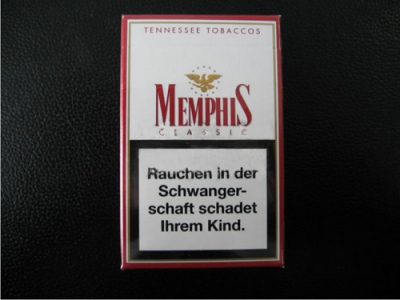 TENNESSEE TOBACCOS
MEMPHIS
CLASSIC
Rauchen in der
Schwanger-
schaft schadet
Ihrem Kind.